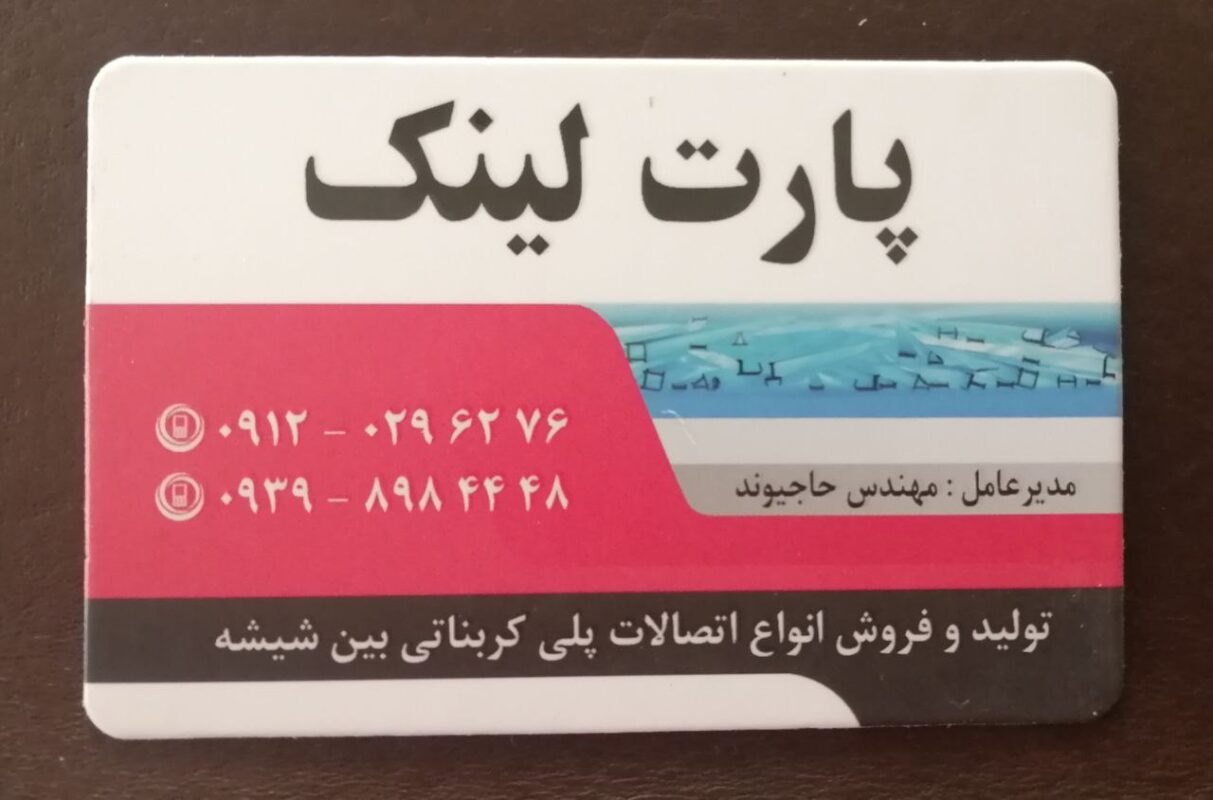 پارت لینک
۰۹۱۲ - ۰۲۹ ۶۲ ۷۶
۰۹۳۹ - ۸۹۸ ۴۴ ۴۸
مدیرعامل : مهندس حاجیوند
تولید و فروش انواع اتصالات پلی کربناتی بین شیشه